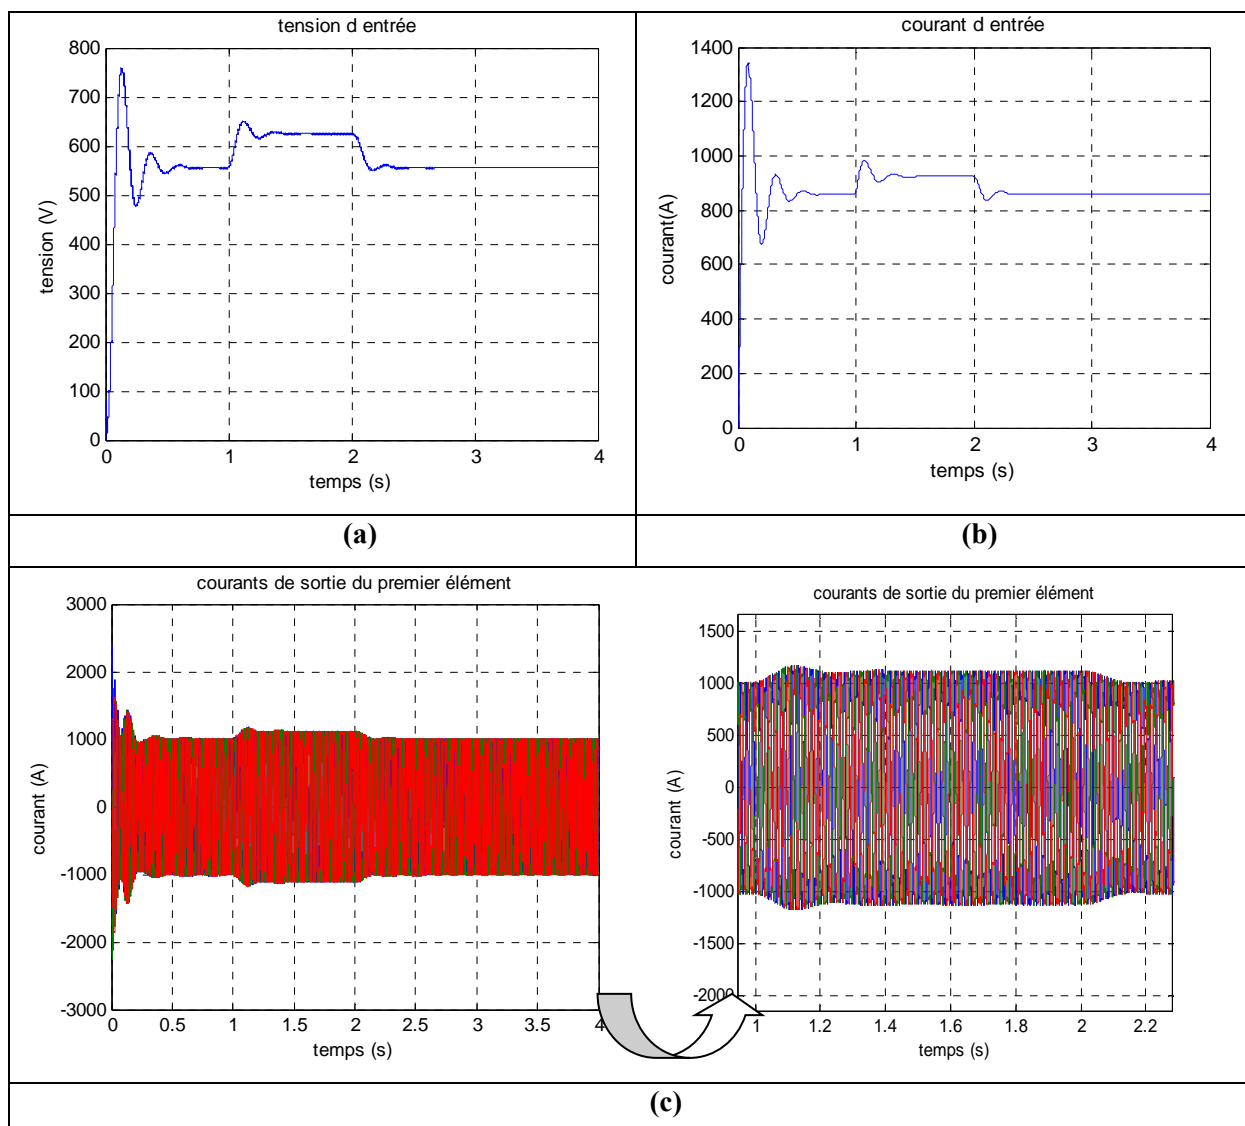 tension d entrée
800
700
600
500
400
300
200
100
0
tension (V)
0 1 2 3 4
temps (s)
(a)
courant d entrée
1400
1200
1000
800
600
400
200
0
courant(A)
0 1 2 3 4
temps (s)
(b)
courants de sortie du premier élément
3000
2000
1000
0
-1000
-2000
-3000
courant (A)
0 0.5 1 1.5 2 2.5 3 3.5 4
temps (s)
courants de sortie du premier élément
1500
1000
500
0
-500
-1000
-1500
-2000
courant (A)
1 1.2 1.4 1.6 1.8 2 2.2
temps (s)
(c)